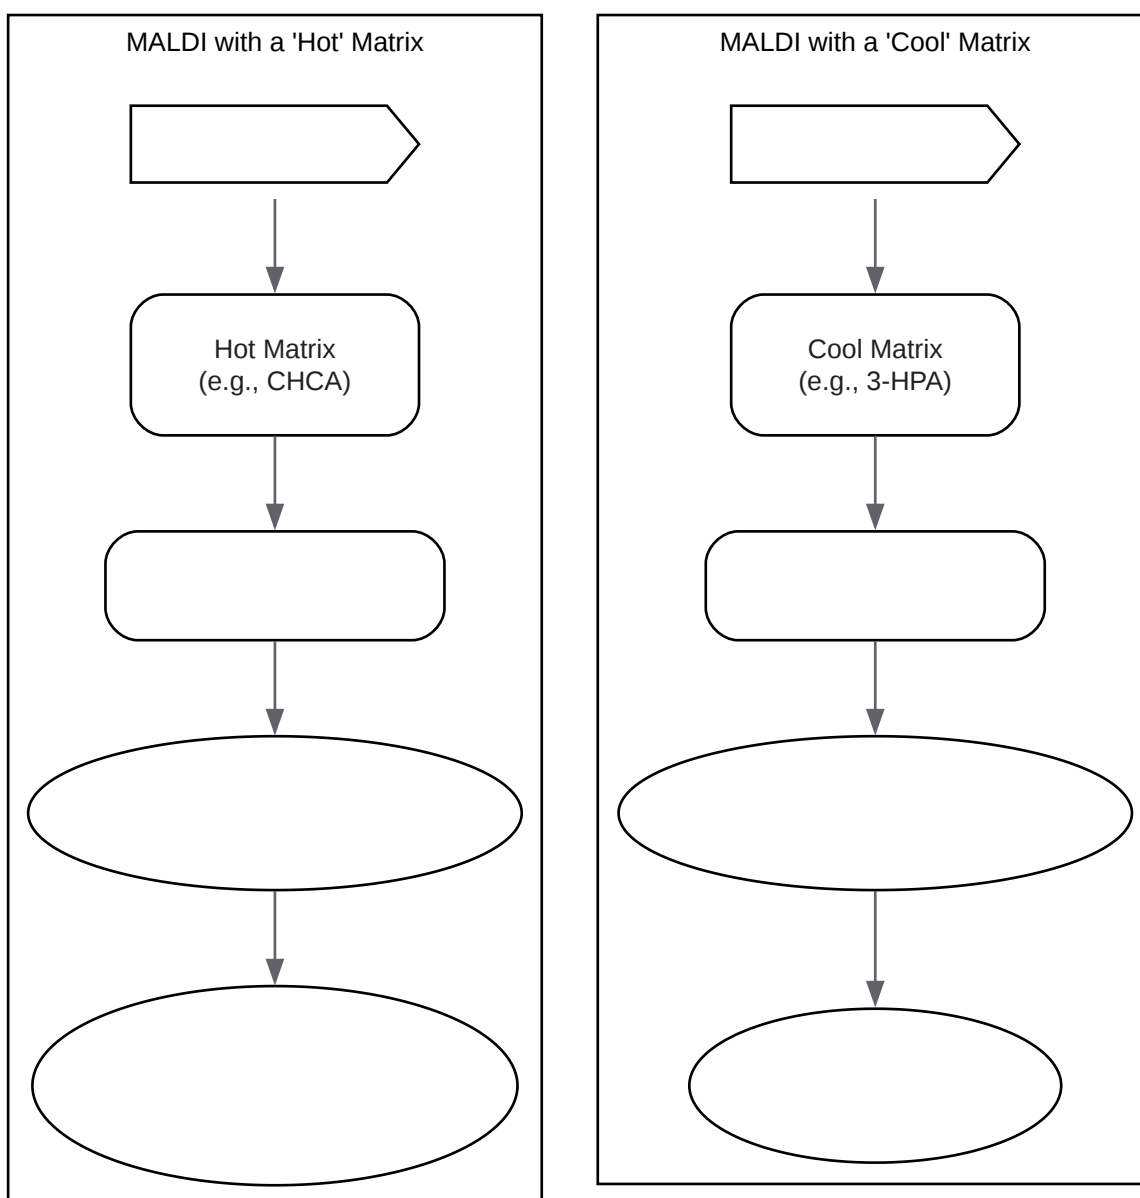 MALDI with a 'Hot' Matrix
Hot Matrix
(e.g., CHCA)
MALDI with a 'Cool' Matrix
Cool Matrix
(e.g., 3-HPA)